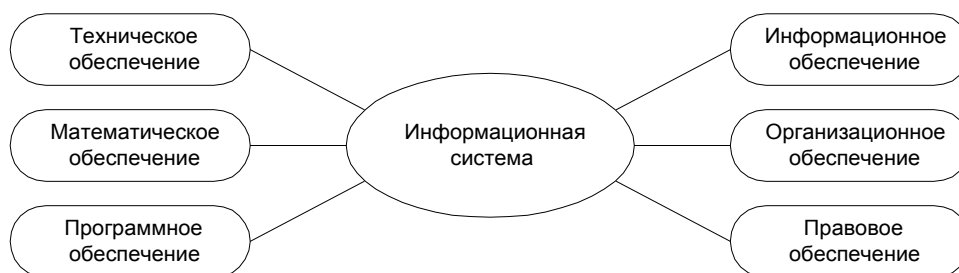 Техническое
обеспечение
Математическое
обеспечение
Программное
обеспечение
Информационная
система
Информационное
обеспечение
Организационное
обеспечение
Правовое
обеспечение